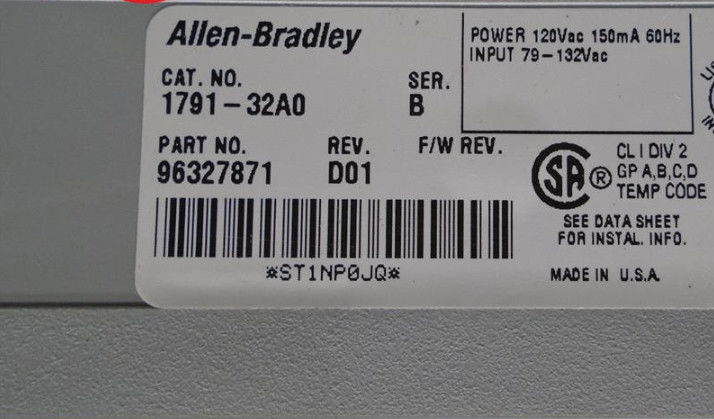 Allen-Bradley
CAT. NO. SER.
1791-32A0 B
PART NO. REV. F/W REV.
96327871 D01
*ST1NP0JQ*
POWER 120Vac 150mA 60Hz
INPUT 79-132Vac
SA ®
CL I DIV 2
GP A,B,C,D
TEMP CODE
SEE DATA SHEET
FOR INSTAL. INFO.
MADE IN U.S.A.